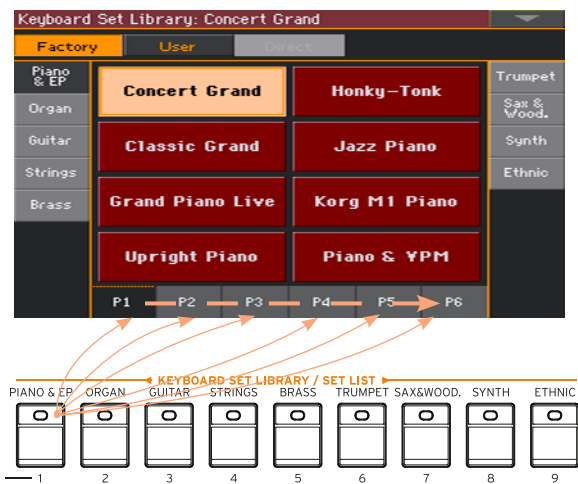 Keyboard Set Library: Concert Grand
Factory User Direct
Piano & EP
Organ
Guitar
Strings
Brass
Concert Grand Honky-Tonk
Classic Grand Jazz Piano
Grand Piano Live Korg M1 Piano
Upright Piano Piano & ¥PM
Trumpet
Sax & Wood.
Synth
Ethnic
P1 P2 P3 P4 P5 P6
KEYBOARD SET LIBRARY / SET LIST
PIANO & EP ORGAN GUITAR STRINGS BRASS TRUMPET SAX&WOOD. SYNTH ETHNIC
1 2 3 4 5 6 7 8 9